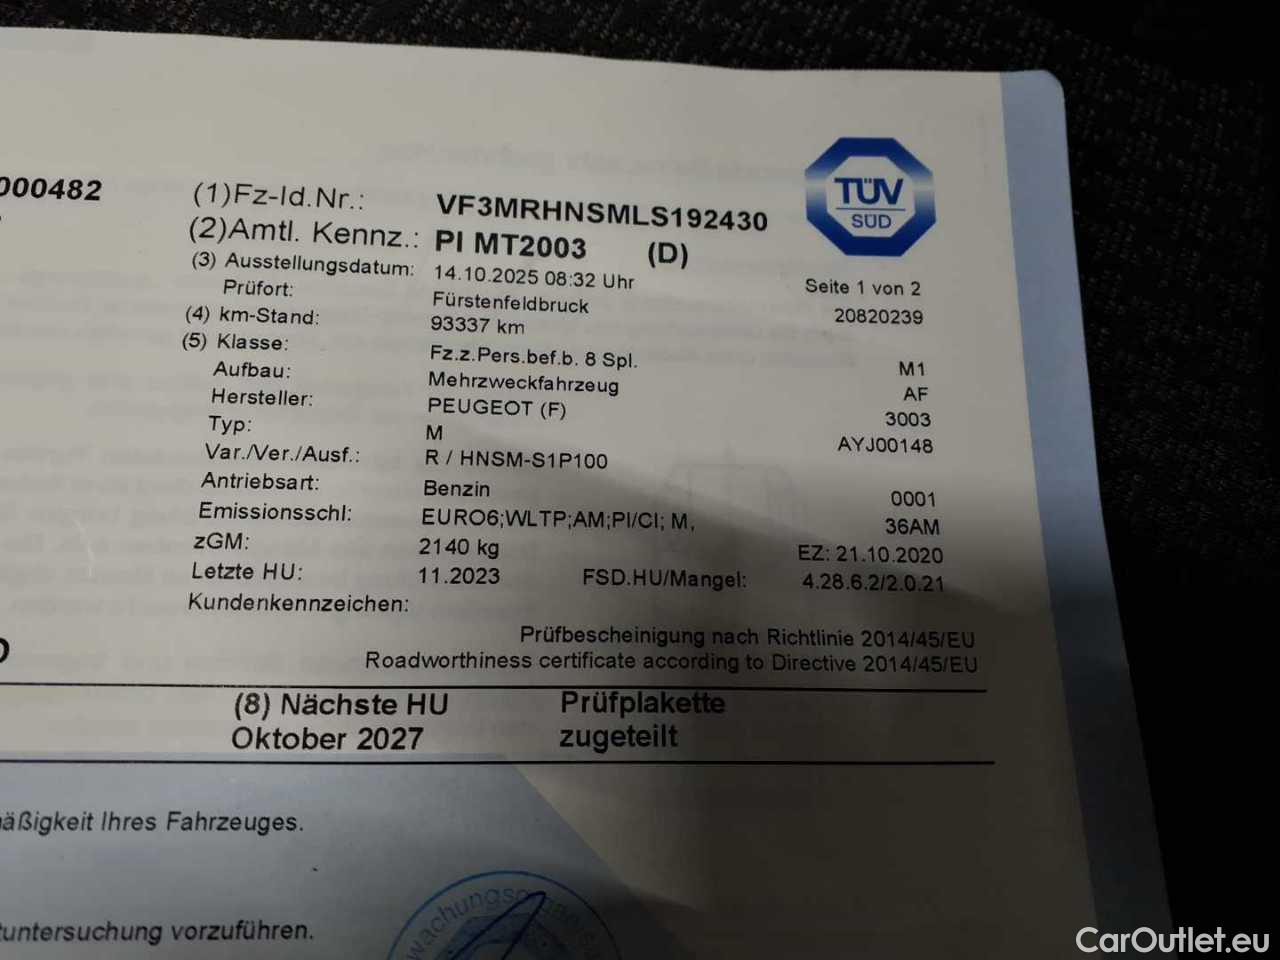 000482
(1)Fz-Id.Nr.: VF3MRHNSMLS192430
(2)Amtl. Kennz.: PI MT2003 (D)
(3) Ausstellungsdatum: 14.10.2025 08:32 Uhr Seite 1 von 2
Prüfort: Fürstenfeldbruck 20820239
(4) km-Stand: 93337 km
(5) Klasse: Fz.z.Pers.bef.b. 8 Spl. M1
Aufbau: Mehrzweckfahrzeug AF
Hersteller: PEUGEOT (F) 3003
Typ: M AYJ00148
Var./Ver./Ausf.: R / HNSM-S1P100
Antriebsart: Benzin 0001
Emissionsschl: EURO6;WLTP;AM;PI/CI; M, 36AM
zGM: 2140 kg EZ: 21.10.2020
Letzte HU: 11.2023 FSD.HU/Mangel: 4.28.6.2/2.0.21
Kundenkennzeichen:
Prüfbescheinigung nach Richtlinie 2014/45/EU
Roadworthiness certificate according to Directive 2014/45/EU
(8) Nächste HU Prüfplakette
Oktober 2027 zugeteilt
mäßigkeit Ihres Fahrzeuges.
tuntersuchung vorzuführen.
TÜV
SÜD
CarOutlet.eu